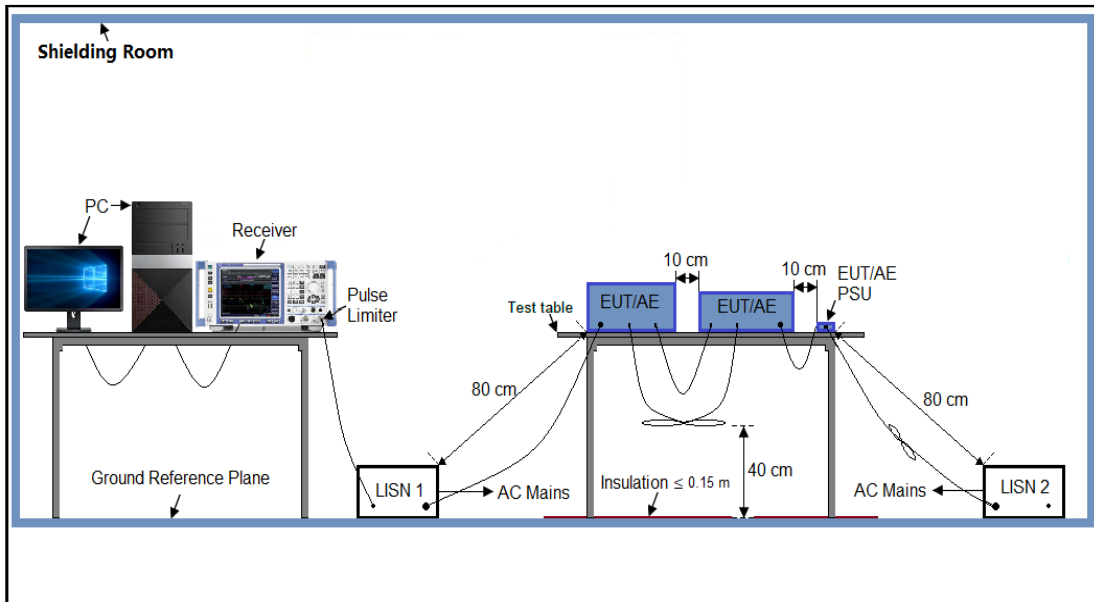 Shielding Room
PC
Receiver
Pulse
Limiter
Test table
10 cm
10 cm
EUT/AE
PSU
EUT/AE
EUT/AE
80 cm
80 cm
40 cm
Ground Reference Plane
LISN 1
AC Mains
Insulation ≤ 0.15 m
AC Mains
LISN 2